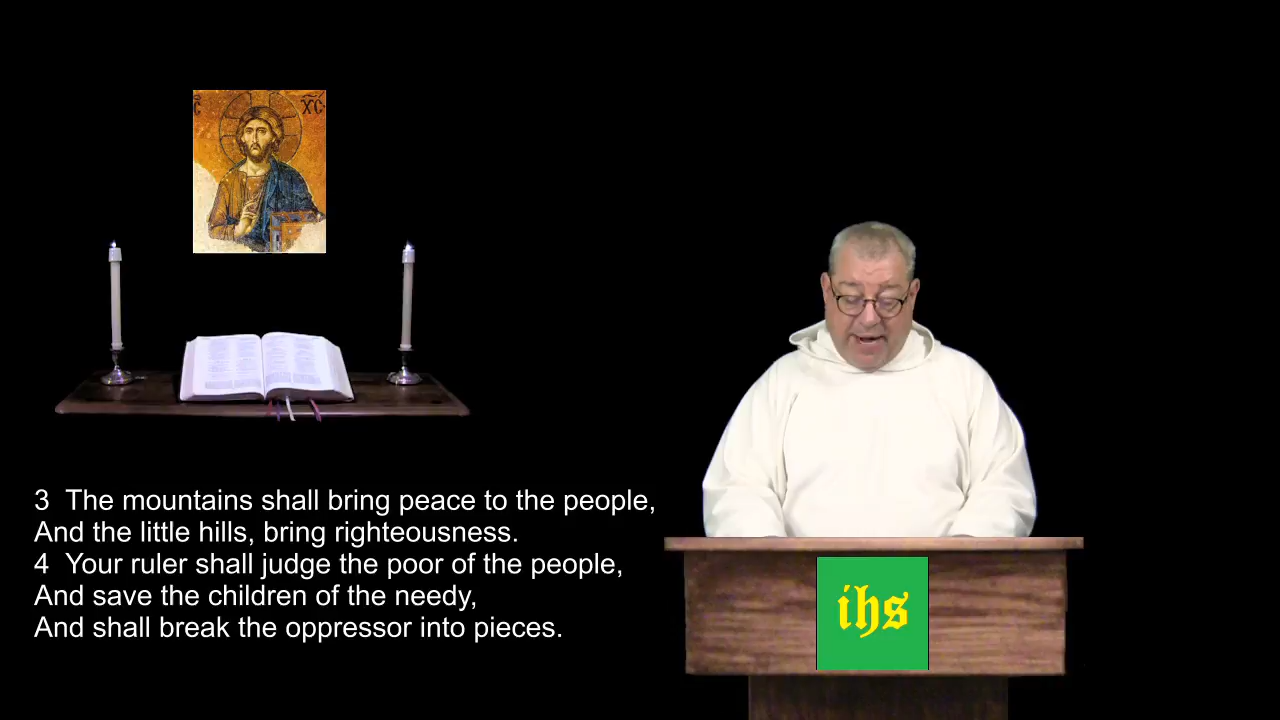 C XC
3 The mountains shall bring peace to the people,
And the little hills, bring righteousness.
4 Your ruler shall judge the poor of the people,
And save the children of the needy,
And shall break the oppressor into pieces.
ihs